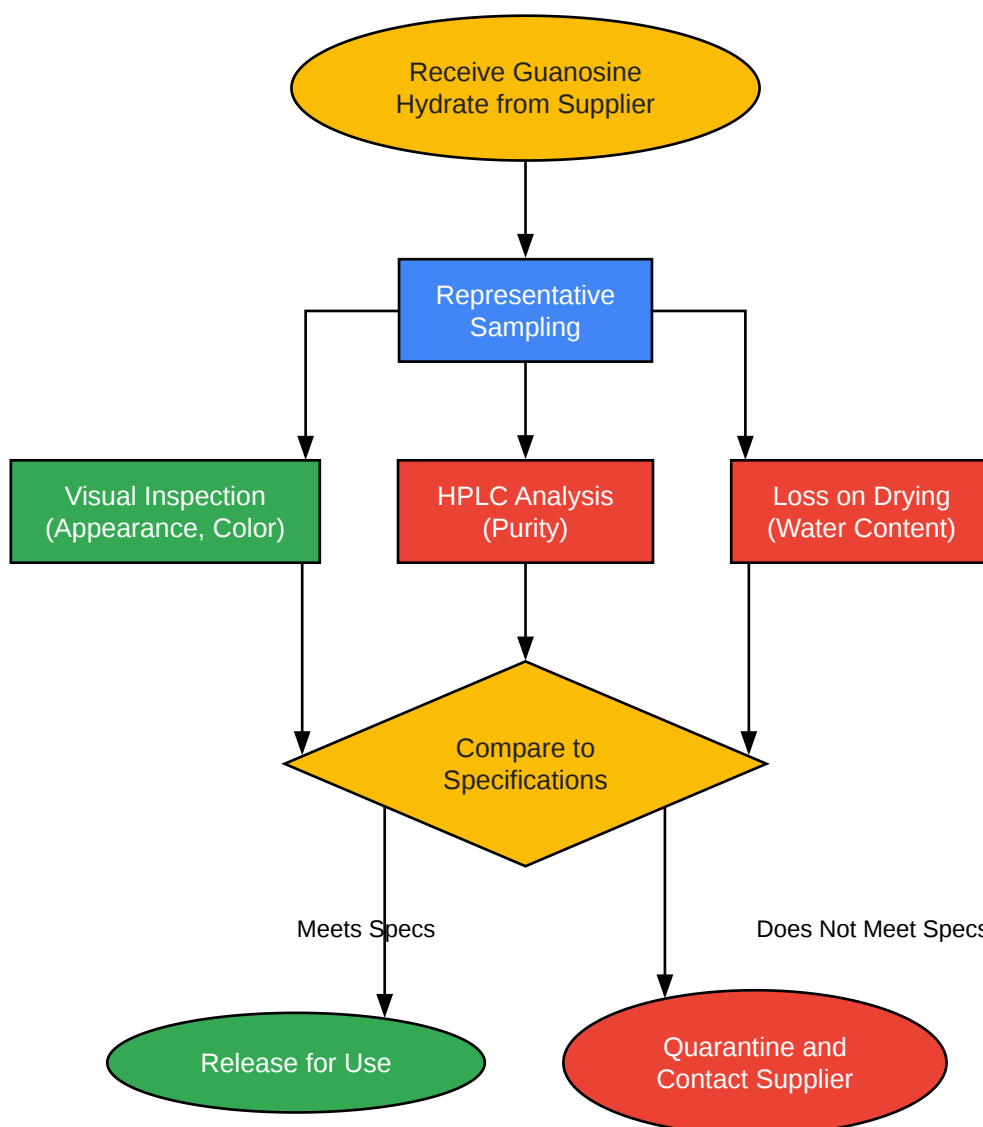 Receive Guanosine
Hydrate from Supplier
Representative
Sampling
Visual Inspection
(Appearance, Color)
HPLC Analysis
(Purity)
Loss on Drying
(Water Content)
Compare to
Specifications
Meets Specs
Does Not Meet Specs
Release for Use
Quarantine and
Contact Supplier